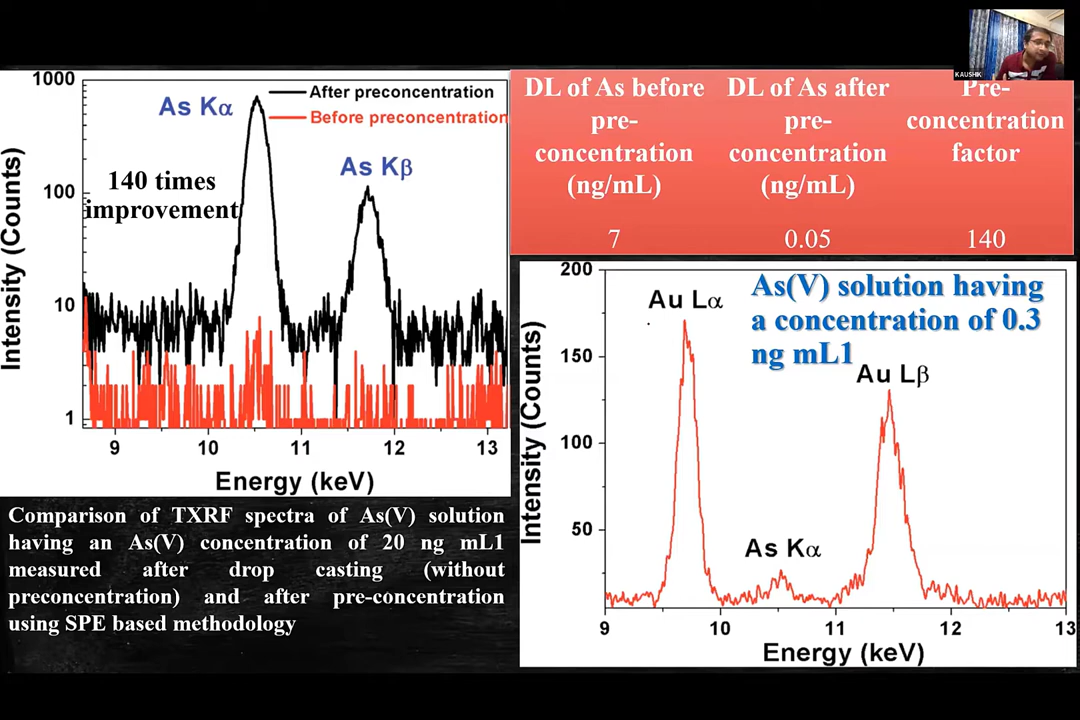 KAUSHIK
1000
100
10
1
Intensity (Counts)
As Kα
After preconcentration
Before preconcentration
As Kβ
140 times
improvement
9
10
11
12
13
Energy (keV)
Comparison of TXRF spectra of As(V) solution
having an As(V) concentration of 20 ng mL1
measured after drop casting (without
preconcentration) and after pre-concentration
using SPE based methodology
DL of As before
pre-
concentration
(ng/mL)
DL of As after
pre-
concentration
(ng/mL)
Pre-
concentration
factor
7
0.05
140
200
150
100
50
Intensity (Counts)
Au Lα
As(V) solution having
a concentration of 0.3
ng mL1
Au Lβ
As Kα
9
10
11
12
13
Energy (keV)